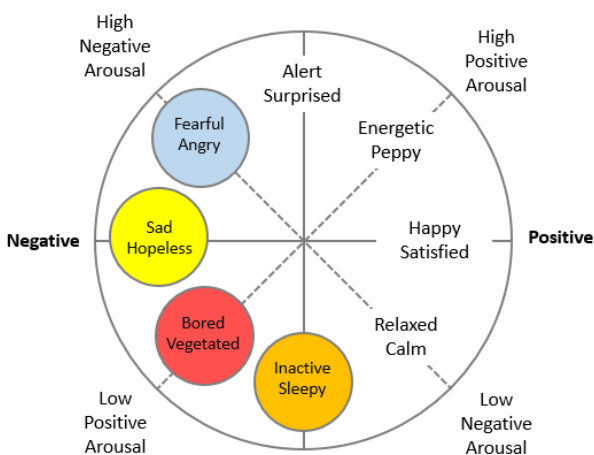 High
Negative
Arousal
High
Positive
Arousal
Alert
Surprised
Fearful
Angry
Energetic
Peppy
Negative
Sad
Hopeless
Happy
Satisfied
Positive
Bored
Vegetated
Relaxed
Calm
Inactive
Sleepy
Low
Positive
Arousal
Low
Negative
Arousal